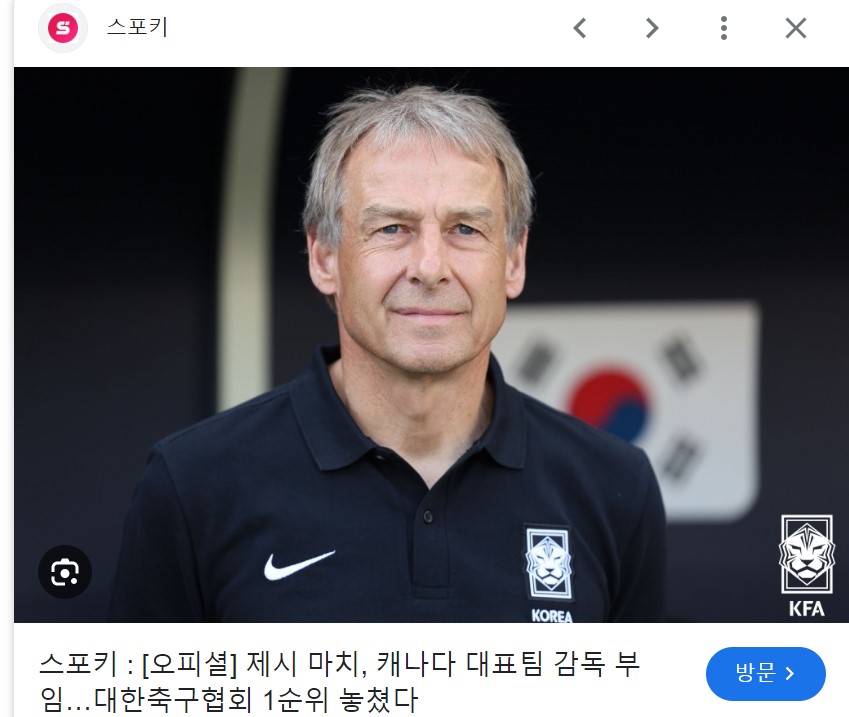 스포키
KOREA
KFA
스포키 : [오피셜] 제시 마치, 캐나다 대표팀 감독 부
임…대한축구협회 1순위 놓쳤다
방문